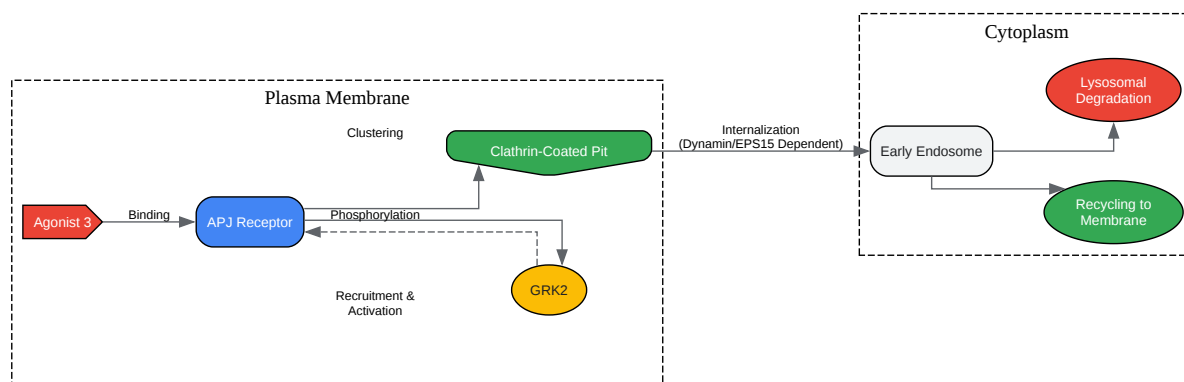 Cytoplasm
Plasma Membrane
Lysosomal
Degradation
Clustering
Internalization
(Dynamin/EPS15 Dependent)
Clathrin-Coated Pit
Early Endosome
Agonist 3
Binding
APJ Receptor
Phosphorylation
Recycling to
Membrane
GRK2
Recruitment &
Activation